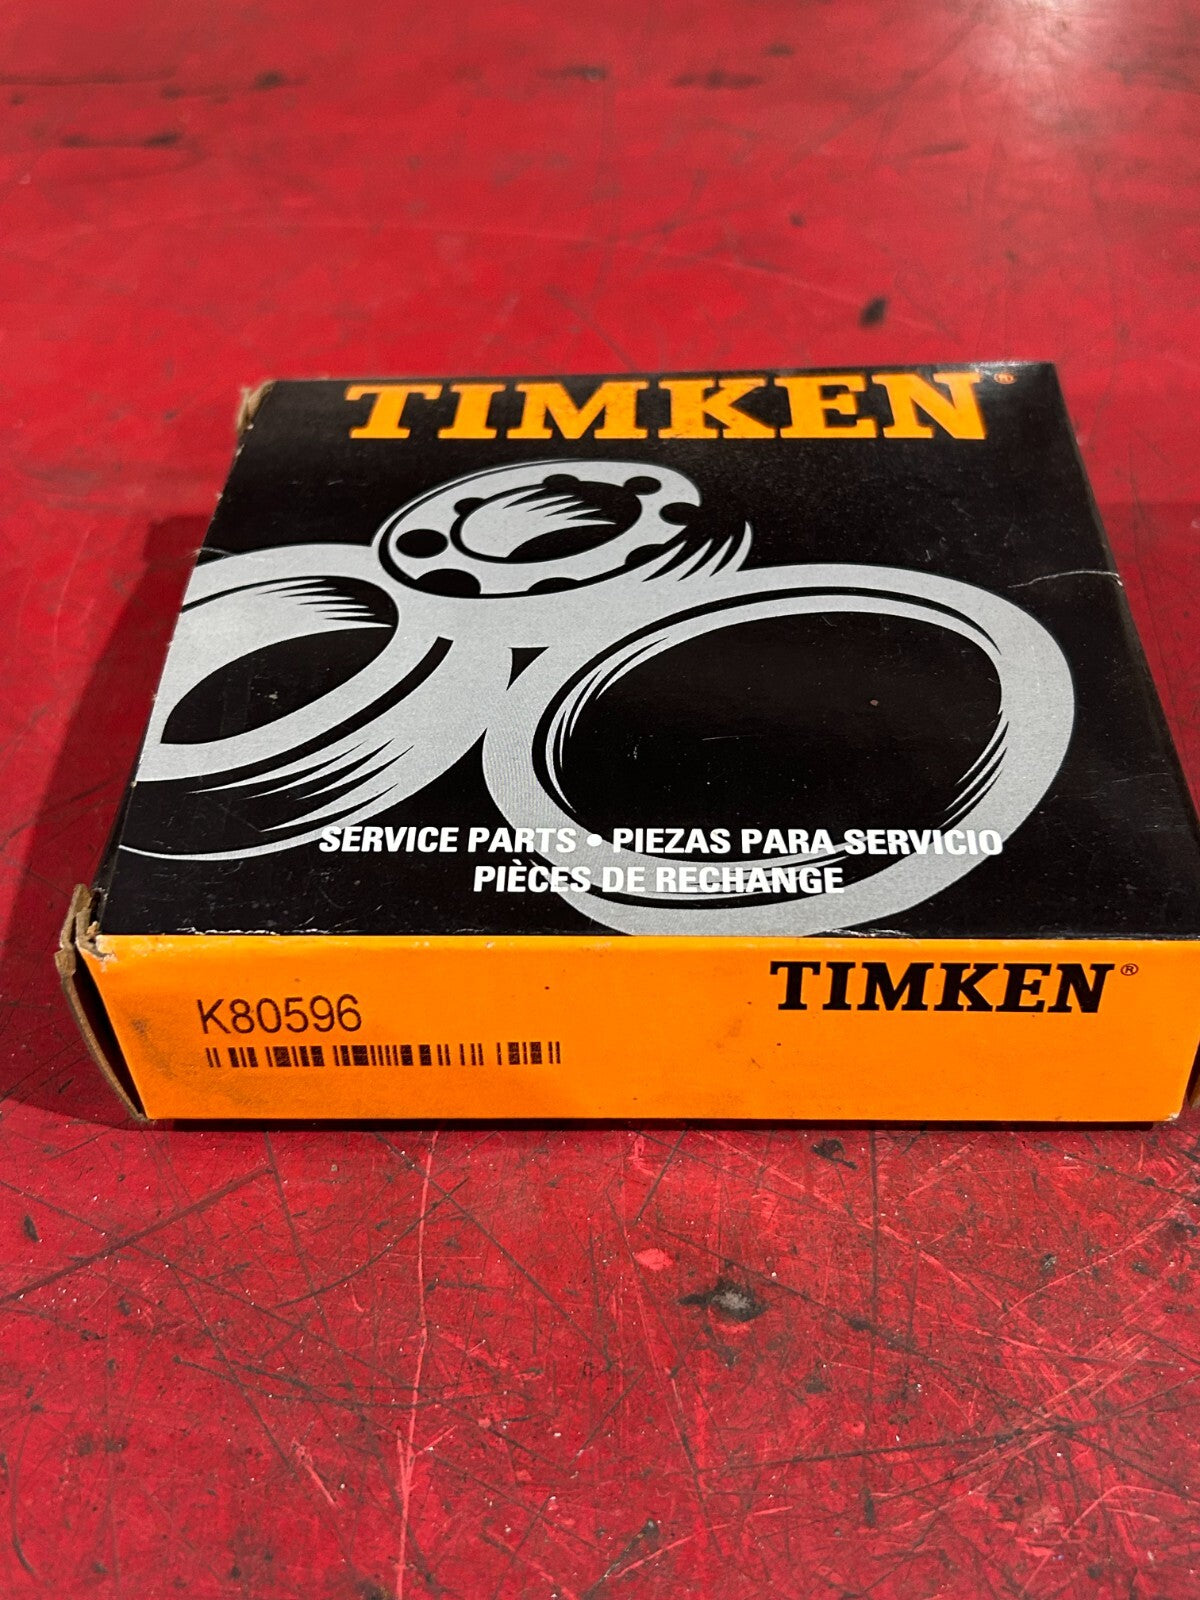 TIMKEN®
SERVICE PARTS • PIEZAS PARA SERVICIO
PIÈCES DE RECHANGE
TIMKEN®
K80596